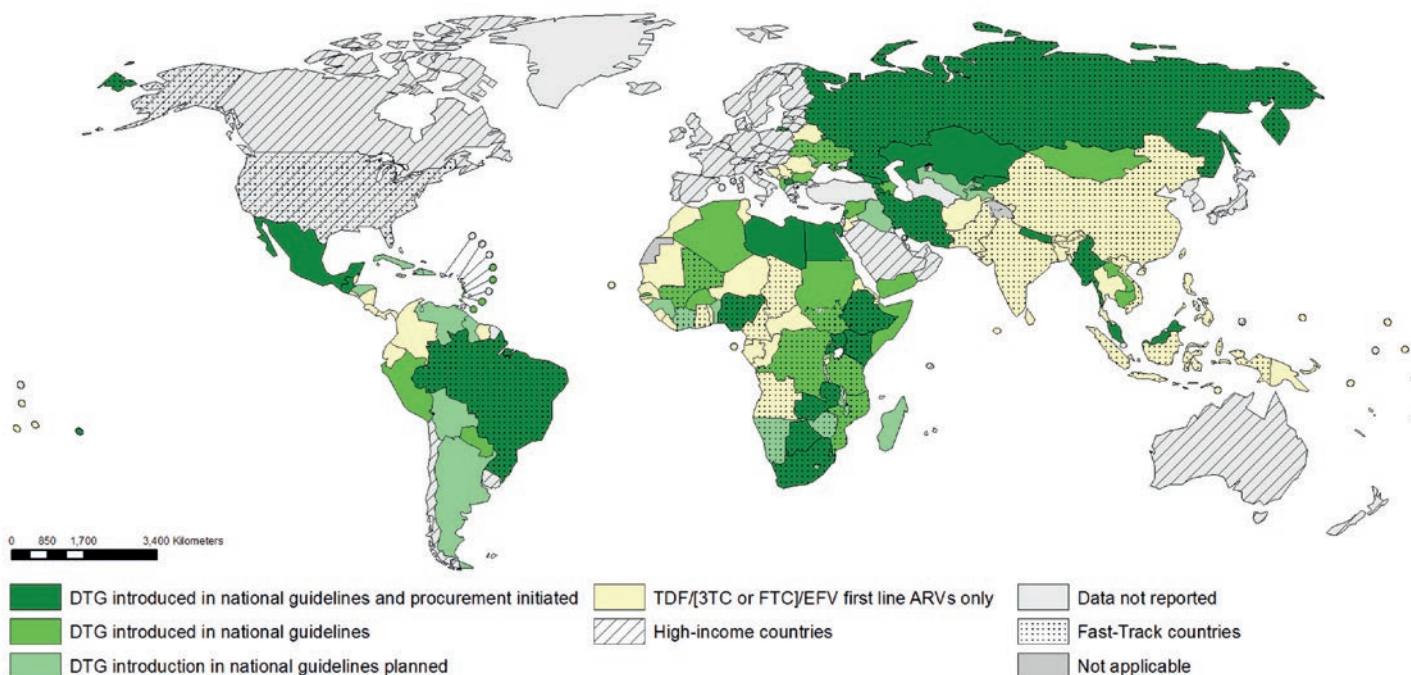 0 850 1,700 3,400 Kilometers
DTG introduced in national guidelines and procurement initiated
DTG introduced in national guidelines
DTG introduction in national guidelines planned
TDF/[3TC or FTC]/EFV first line ARVs only
High-income countries
Data not reported
Fast-Track countries
Not applicable